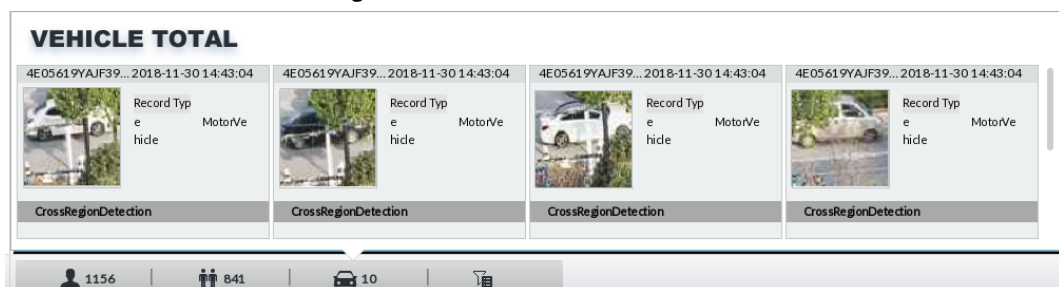 VEHICLE TOTAL
4E05619YAJF39... 2018-11-30 14:43:04
Record Typ
e MotorVe
hicle
CrossRegionDetection
4E05619YAJF39... 2018-11-30 14:43:04
Record Typ
e MotorVe
hicle
CrossRegionDetection
4E05619YAJF39... 2018-11-30 14:43:04
Record Typ
e MotorVe
hicle
CrossRegionDetection
4E05619YAJF39... 2018-11-30 14:43:04
Record Typ
e MotorVe
hicle
CrossRegionDetection
1156 841 10